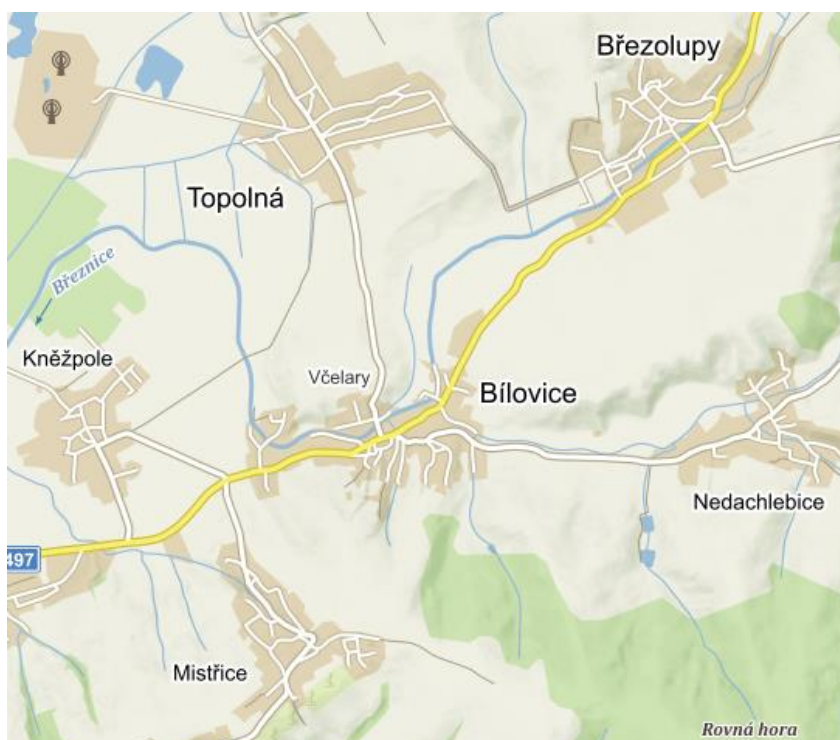 Březolupy
Topolná
Březnice
Kněžpole
Včelary
Bílovice
Nedachlebice
497
Mistřice
Rovná hora